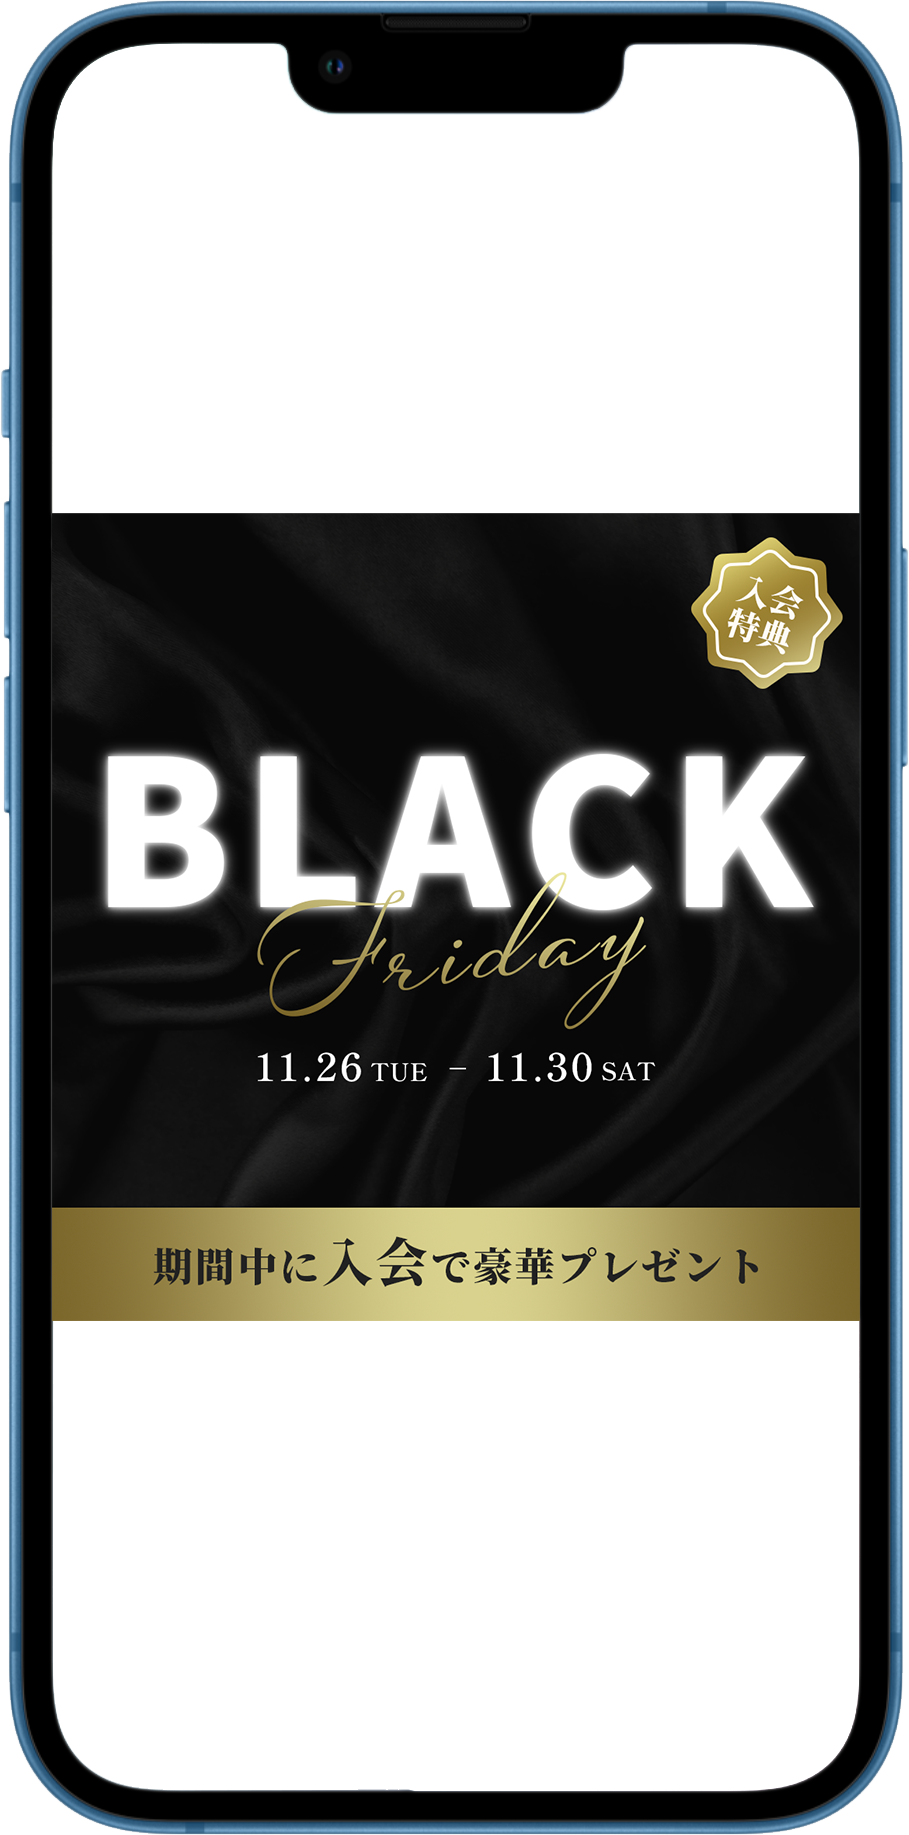 入会
特典
BLACK
Friday
11.26 TUE – 11.30 SAT
期間中に入会で豪華プレゼント